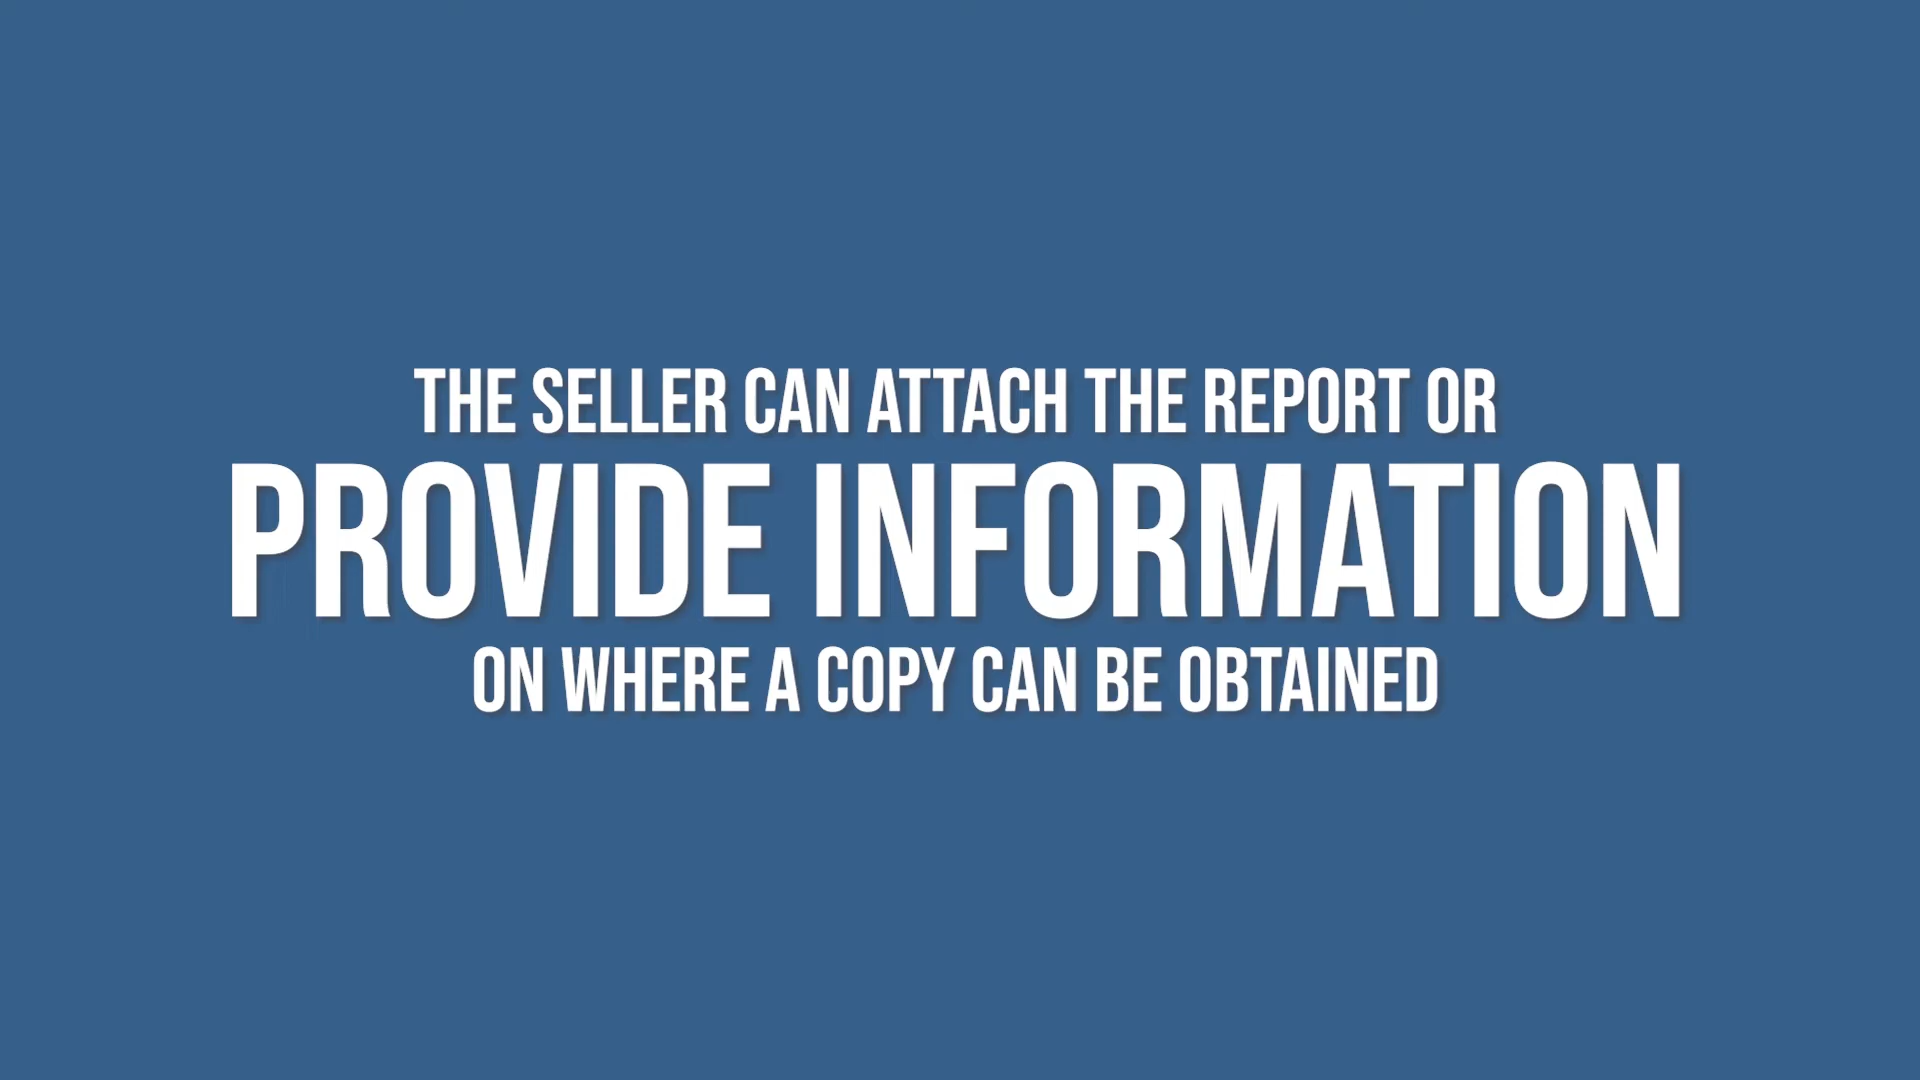 THE SELLER CAN ATTACH THE REPORT OR
PROVIDE INFORMATION
ON WHERE A COPY CAN BE OBTAINED